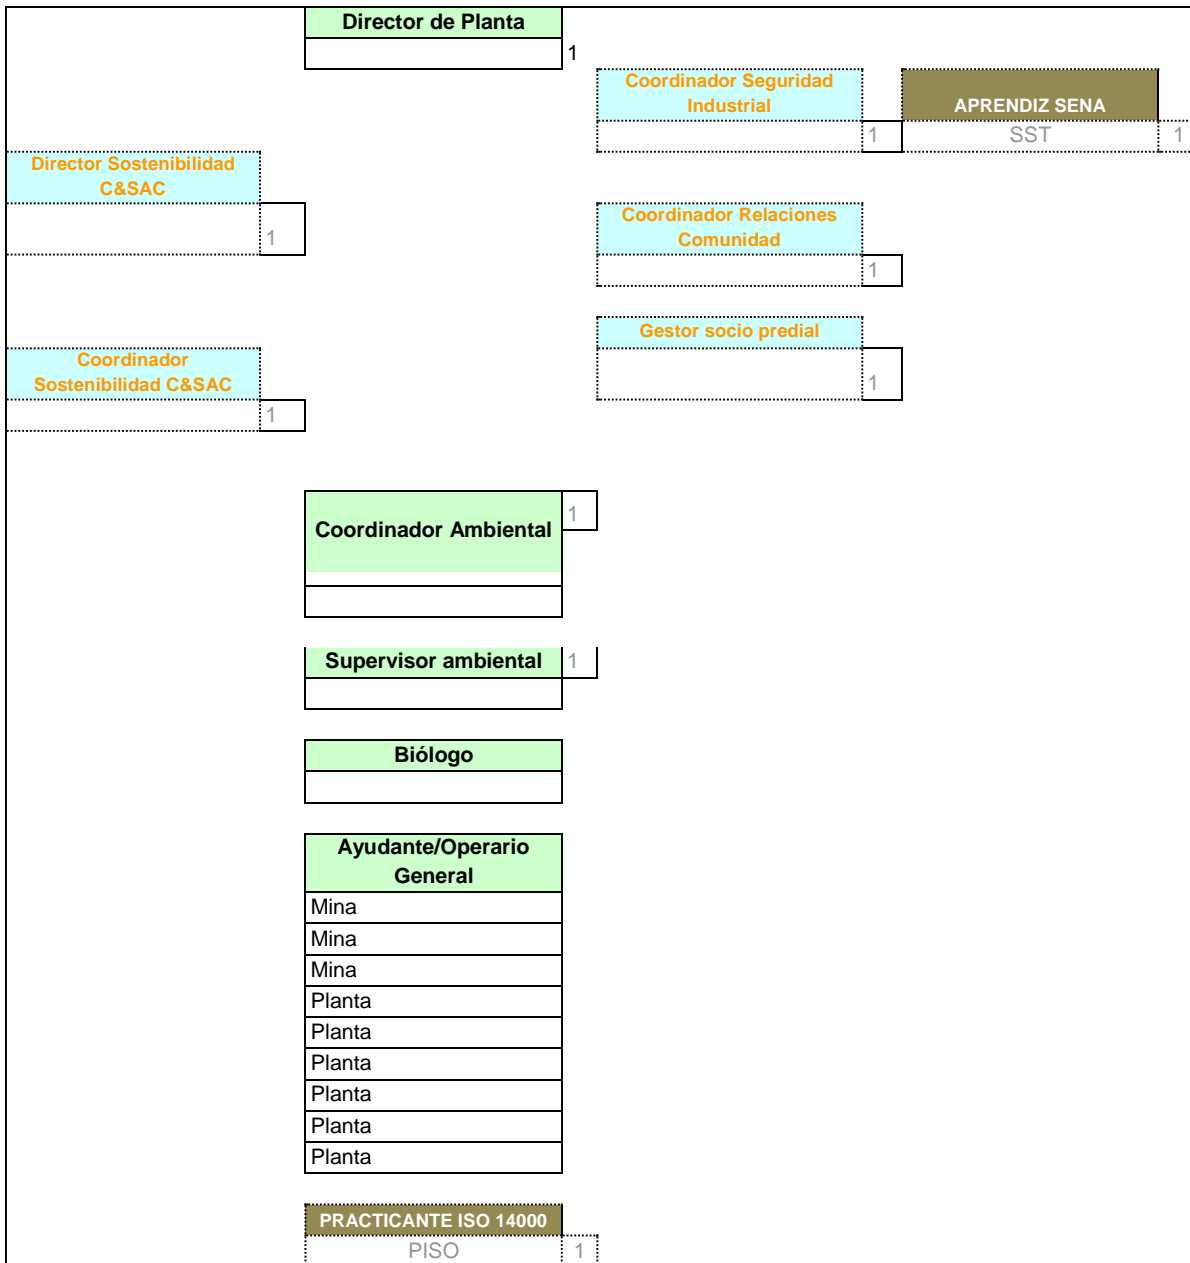 Director de Planta
1
Coordinador Seguridad
Industrial
1
APRENDIZ SENA
SST
1
Director Sostenibilidad
C&SAC
1
Coordinador Relaciones
Comunidad
1
Gestor socio predial
1
Coordinador
Sostenibilidad C&SAC
1
Coordinador Ambiental
1
Supervisor ambiental
1
Biólogo
Ayudante/Operario
General
Mina
Mina
Mina
Planta
Planta
Planta
Planta
Planta
Planta
PRACTICANTE ISO 14000
PISO
1